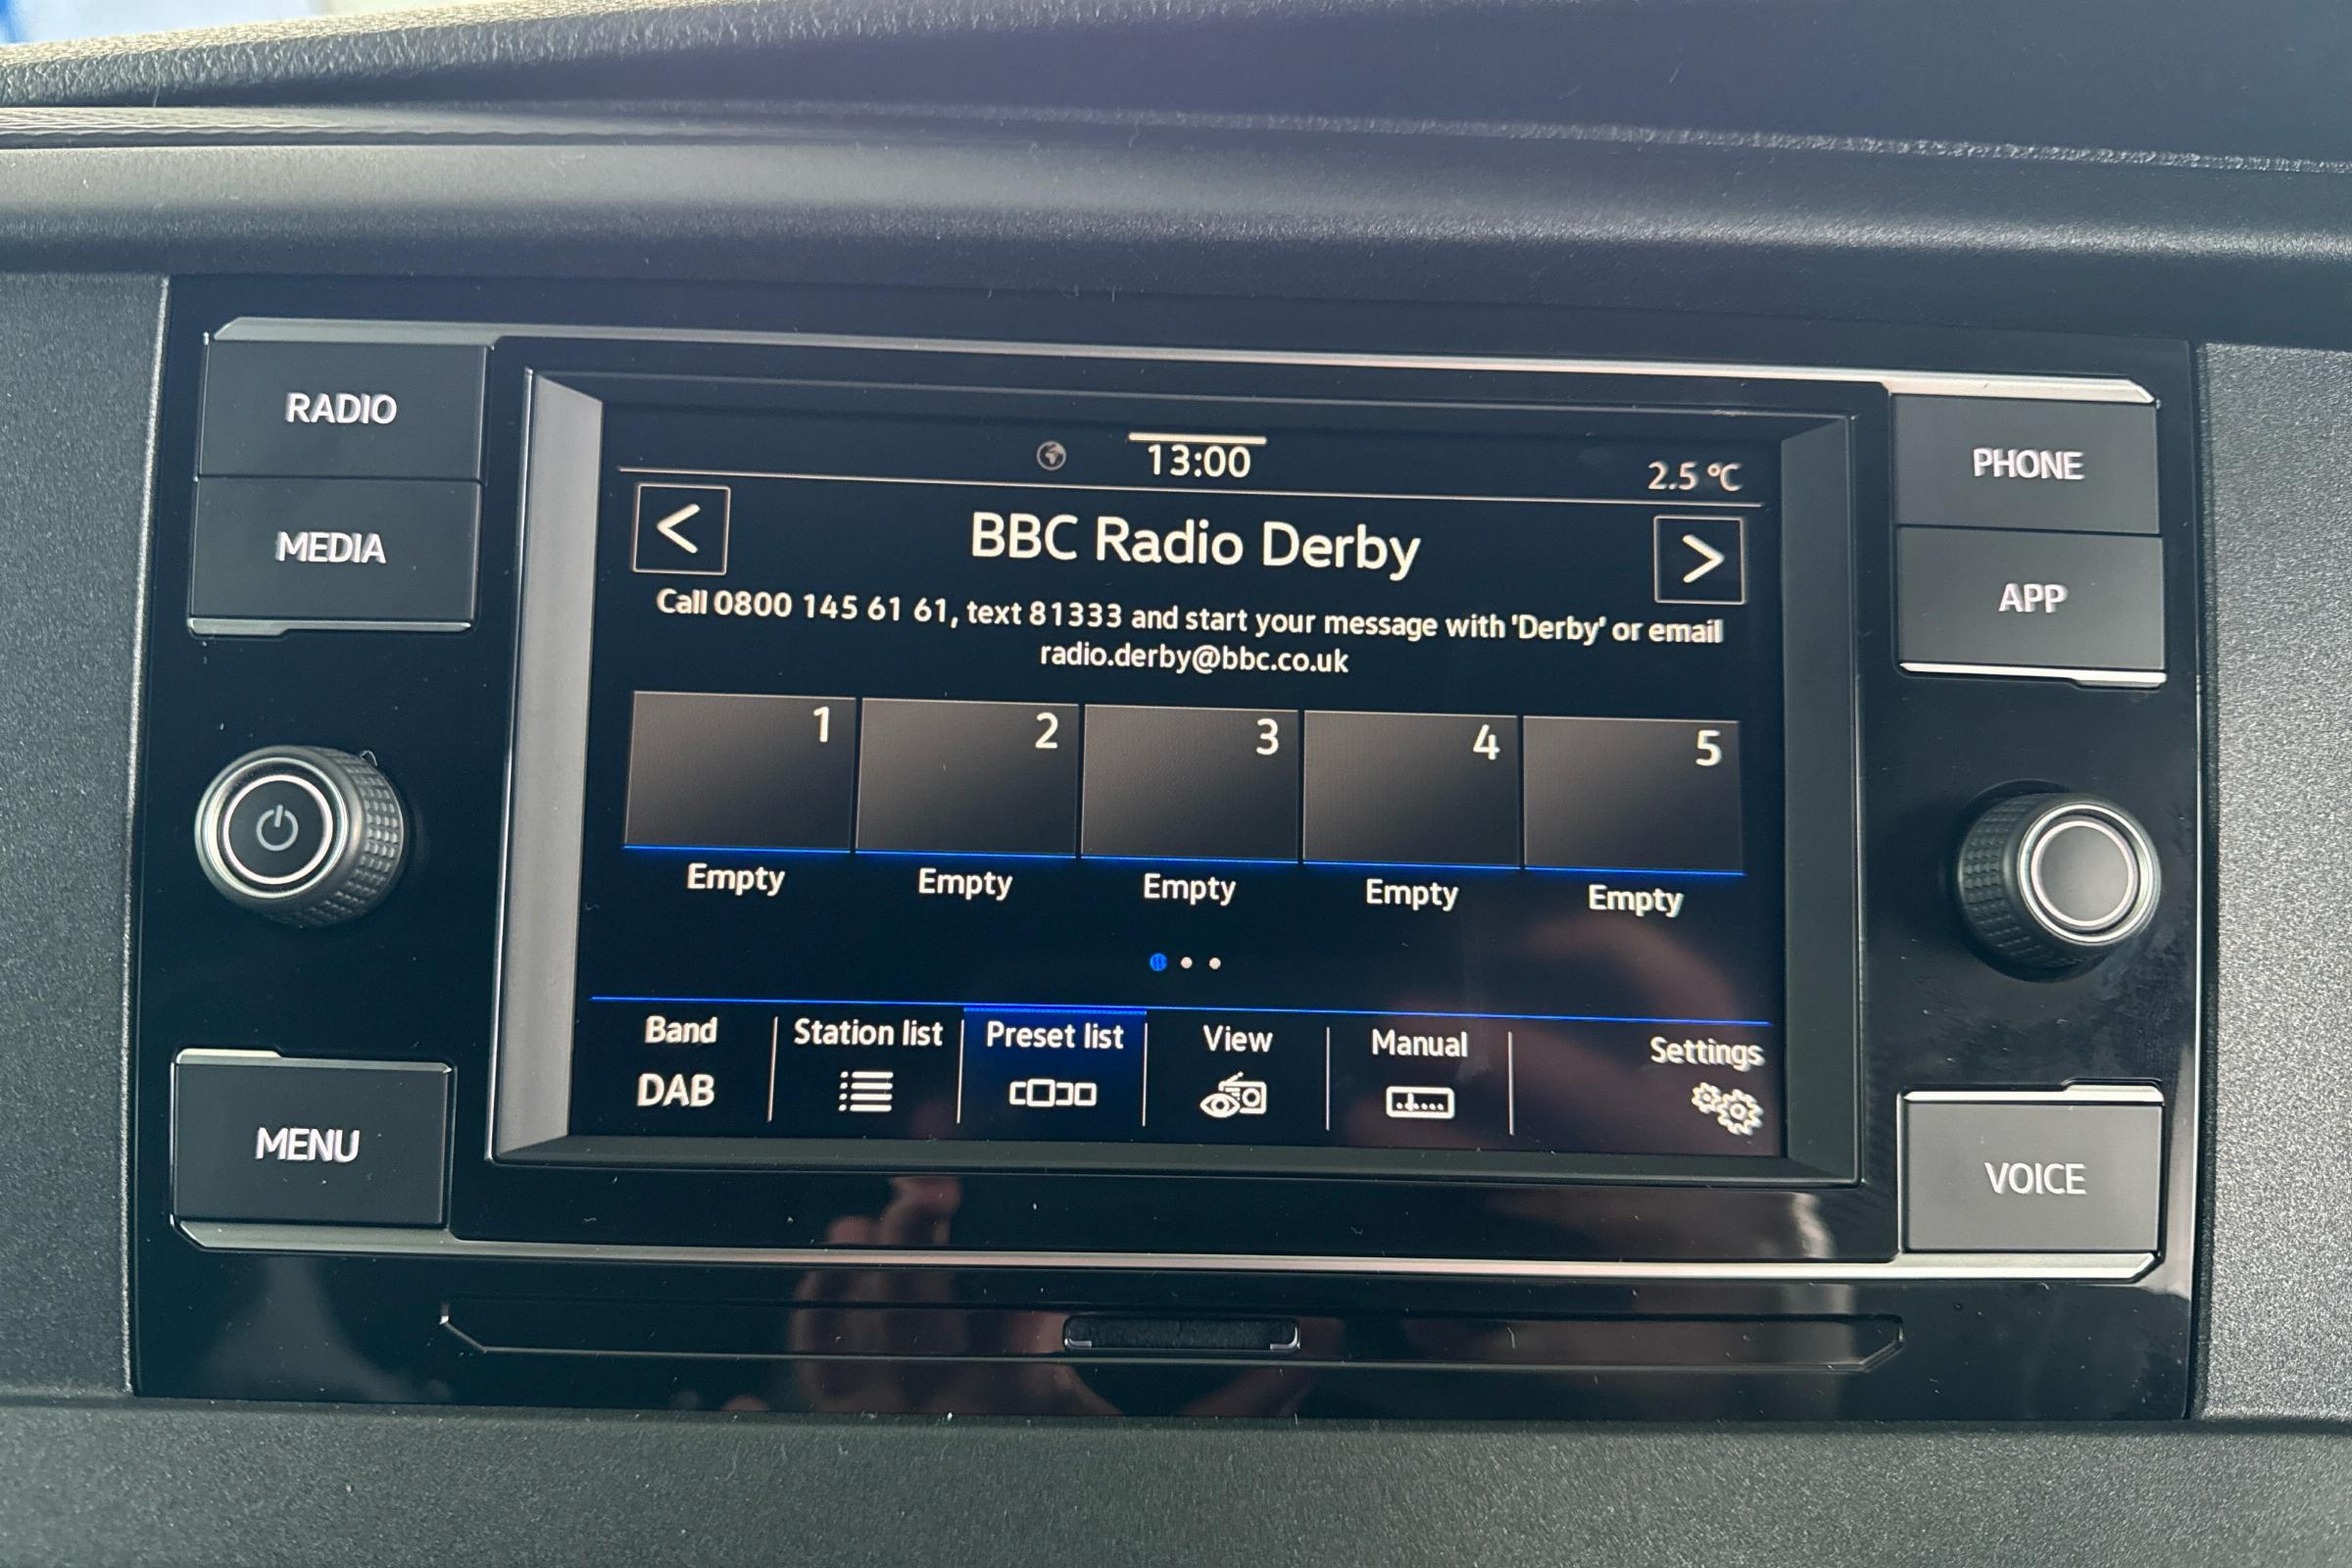 RADIO
MEDIA
MENU
PHONE
APP
VOICE
13:00
2.5 °C
< BBC Radio Derby >
Call 0800 145 61 61, text 81333 and start your message with 'Derby' or email
radio.derby@bbc.co.uk
1 2 3 4 5
Empty Empty Empty Empty Empty
Band Station list Preset list View Manual Settings
DAB